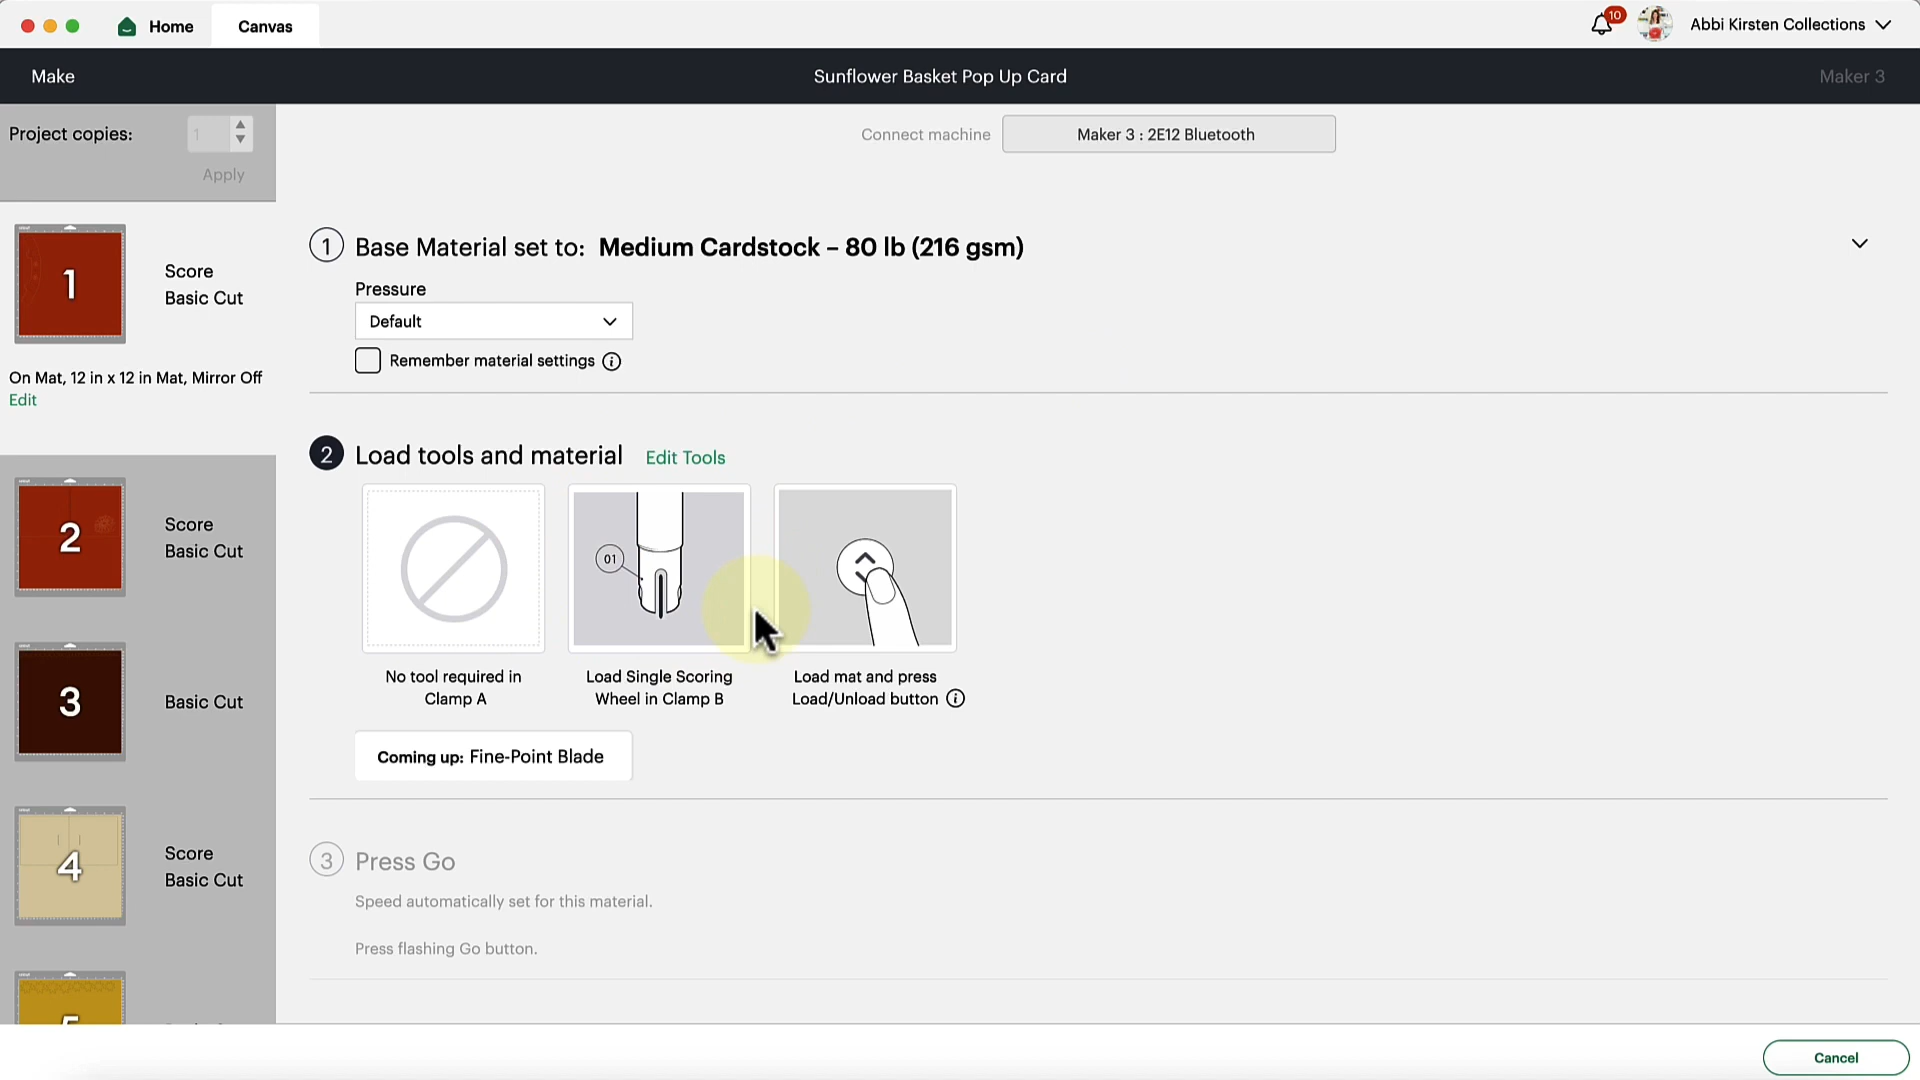 Home
Canvas
10
Abbi Kirsten Collections
Make
Sunflower Basket Pop Up Card
Maker 3
Project copies:
1
Apply
Connect machine
Maker 3 : 2E12 Bluetooth
1
Score
Basic Cut
On Mat, 12 in x 12 in Mat, Mirror Off
Edit
2
Score
Basic Cut
3
Basic Cut
4
Score
Basic Cut
5
1 Base Material set to: Medium Cardstock – 80 lb (216 gsm)
Pressure
Default
Remember material settings
2 Load tools and material Edit Tools
01
No tool required in
Clamp A
Load Single Scoring
Wheel in Clamp B
Load mat and press
Load/Unload button
Coming up: Fine-Point Blade
3 Press Go
Speed automatically set for this material.
Press flashing Go button.
Cancel